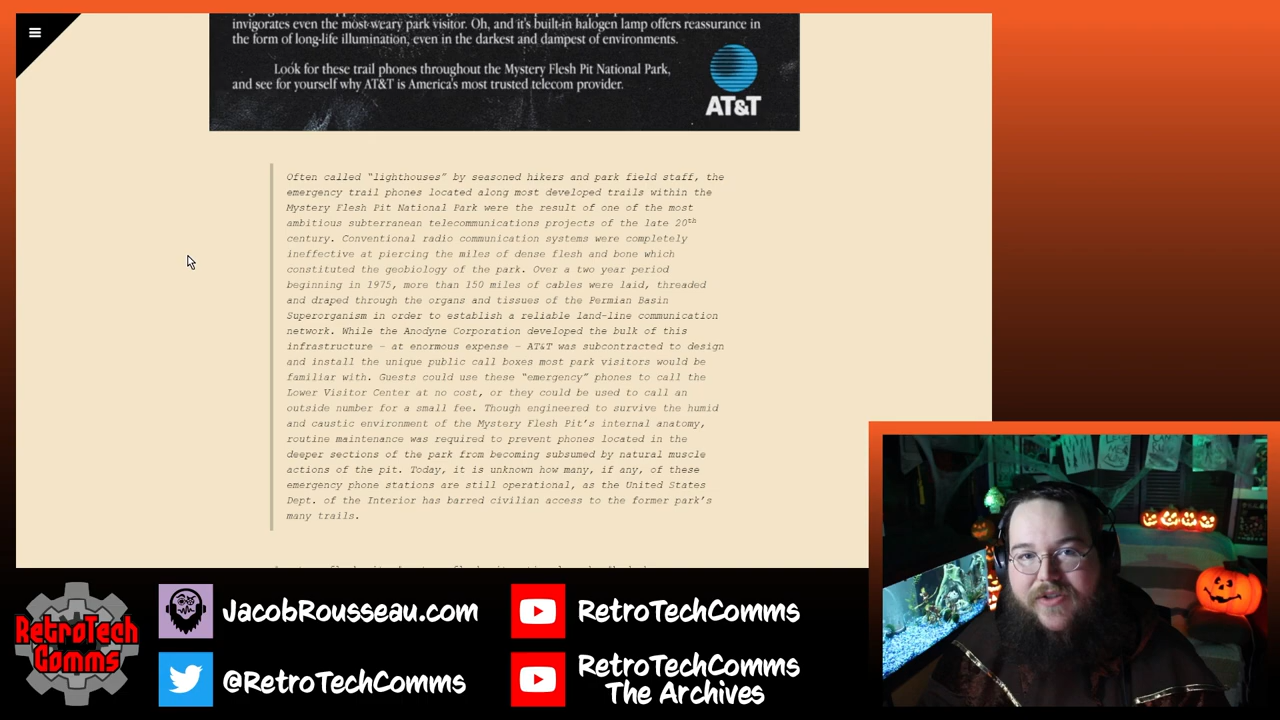 invigorates even the most weary park visitor. Oh, and it's built-in halogen lamp offers reassurance in
the form of long-life illumination, even in the darkest and dampest of environments.
Look for these trail phones throughout the Mystery Flesh Pit National Park,
and see for yourself why AT&T is America's most trusted telecom provider.
AT&T
Often called “lighthouses” by seasoned hikers and park field staff, the
emergency trail phones located along most developed trails within the
Mystery Flesh Pit National Park were the result of one of the most
ambitious subterranean telecommunications projects of the late 20th
century. Conventional radio communication systems were completely
ineffective at piercing the miles of dense flesh and bone which
constituted the geobiology of the park. Over a two year period
beginning in 1975, more than 150 miles of cables were laid, threaded
and draped through the organs and tissues of the Permian Basin
Superorganism in order to establish a reliable land-line communication
network. While the Anodyne Corporation developed the bulk of this
infrastructure – at enormous expense – AT&T was subcontracted to design
and install the unique public call boxes most park visitors would be
familiar with. Guests could use these “emergency” phones to call the
Lower Visitor Center at no cost, or they could be used to call an
outside number for a small fee. Though engineered to survive the humid
and caustic environment of the Mystery Flesh Pit’s internal anatomy,
routine maintenance was required to prevent phones located in the
deeper sections of the park from becoming subsumed by natural muscle
actions of the pit. Today, it is unknown how many, if any, of these
emergency phone stations are still operational, as the United States
Dept. of the Interior has barred civilian access to the former park’s
many trails.
RetroTech
Comms
JacobRousseau.com
@RetroTechComms
RetroTechComms
RetroTechComms
The Archives